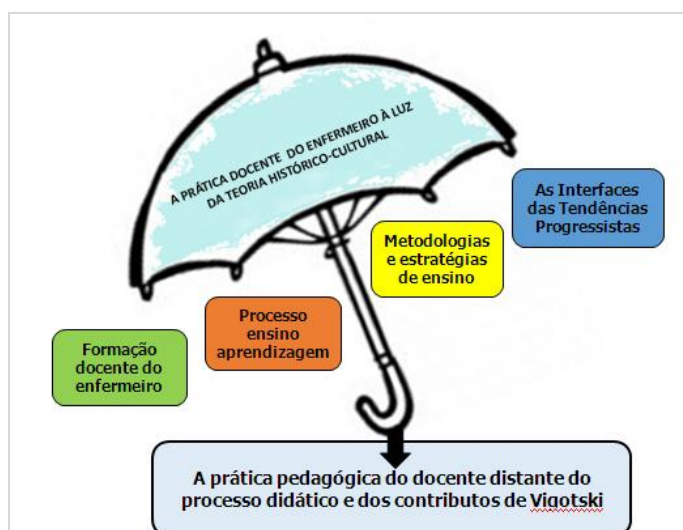 A PRÁTICA DOCENTE DO ENFERMEIRO À LUZ
DA TEORIA HISTÓRICO-CULTURAL
As Interfaces
das Tendências
Progressistas
Metodologias
e estratégias
de ensino
Processo
ensino
aprendizagem
Formação
docente do
enfermeiro
A prática pedagógica do docente distante do
processo didático e dos contributos de Vigotski